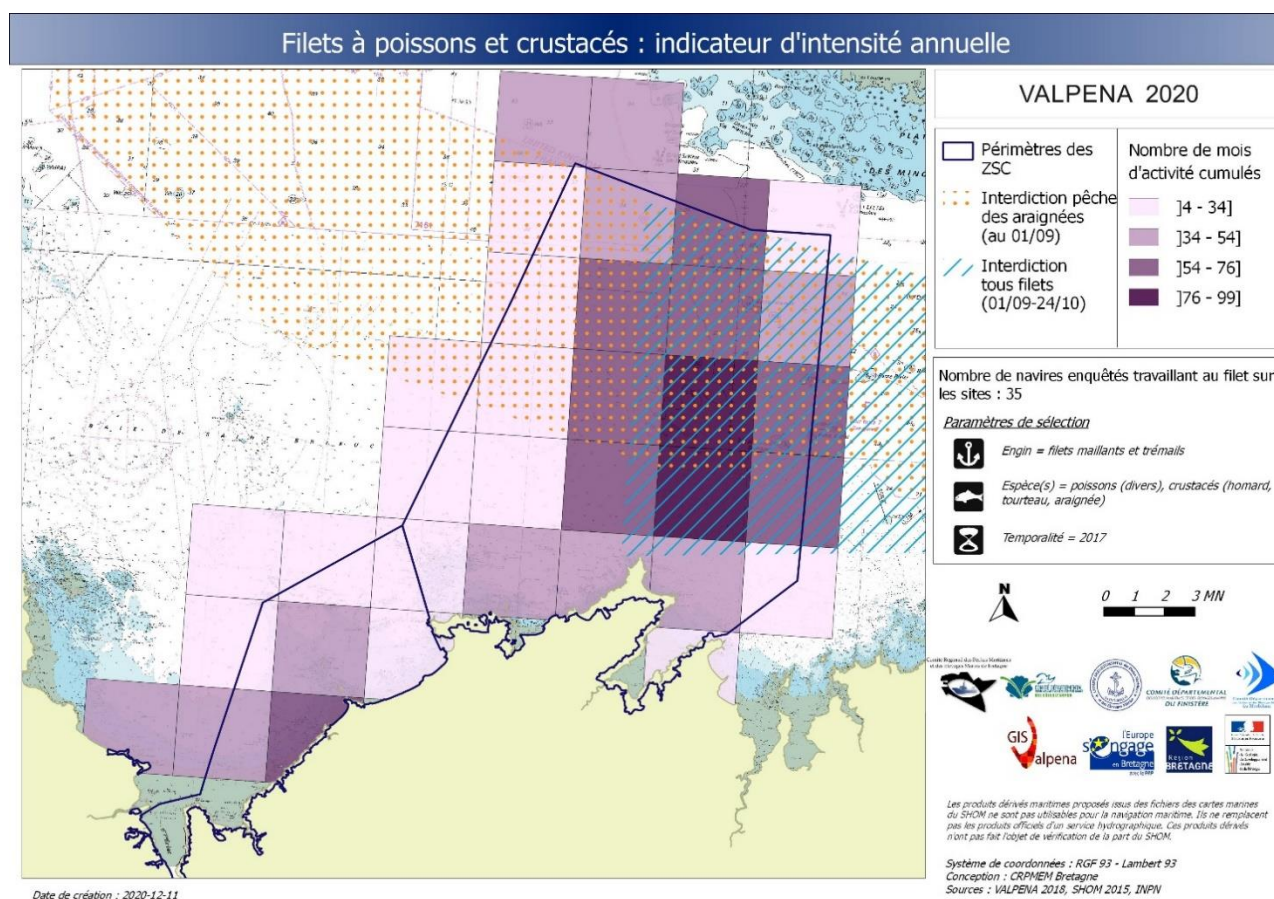 Filets à poissons et crustacés : indicateur d'intensité annuelle
VALPENA 2020
Périmètres des
ZSC
Interdiction pêche
des araignées
(au 01/09)
Interdiction
tous filets
(01/09-24/10)
Nombre de mois
d'activité cumulés
]4 - 34]
]34 - 54]
]54 - 76]
]76 - 99]
Nombre de navires enquêtés travaillant au filet sur
les sites : 35
Paramètres de sélection
Engin = filets maillants et trémails
Espèce(s) = poissons (divers), crustacés (homard,
tourteau, araignée)
Temporalité = 2017
N
0 1 2 3 MN
COMITÉ DÉPARTEMENTAL
DU FINISTÈRE
GIS
Valpena
l'Europe
s'engage
en Bretagne
Région
BRETAGNE
Les produits dérivés maritimes proposés issus des fichiers des cartes marines
du SHOM ne sont pas utilisables pour la navigation maritime. Ils ne remplacent
pas les produits officiels d'un service hydrographique. Ces produits dérivés
n'ont pas fait l'objet de vérification de la part du SHOM.
Système de coordonnées : RGF 93 - Lambert 93
Conception : CRPMEM Bretagne
Sources : VALPENA 2018, SHOM 2015, INPN
Date de création : 2020-12-11